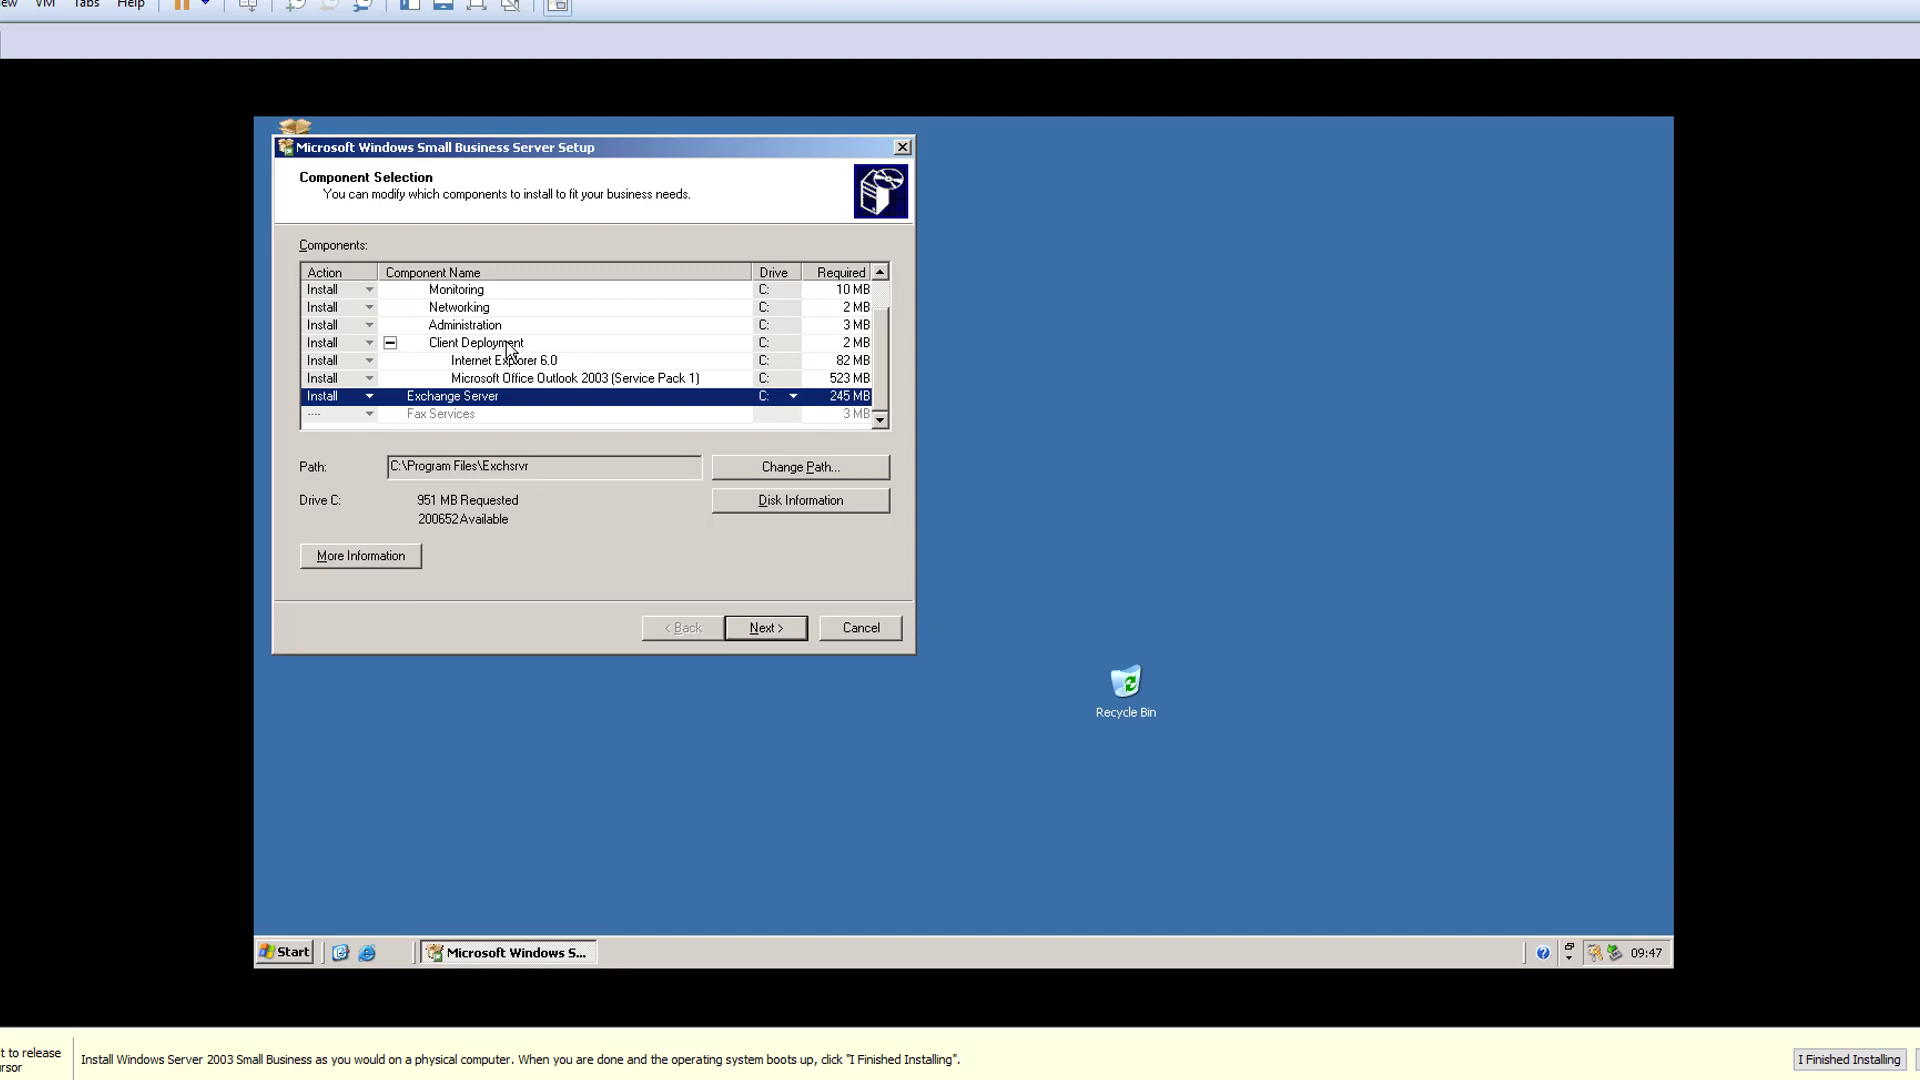 ew VM Tabs Help
Microsoft Windows Small Business Server Setup
Component Selection
You can modify which components to install to fit your business needs.
Components:
Action Component Name Drive Required
Install Monitoring C: 10 MB
Install Networking C: 2 MB
Install Administration C: 3 MB
Install Client Deployment C: 2 MB
Install Internet Explorer 6.0 C: 82 MB
Install Microsoft Office Outlook 2003 (Service Pack 1) C: 523 MB
Install Exchange Server C: 245 MB
---- Fax Services 3 MB
Path: C:\Program Files\Exchsrvr Change Path...
Drive C: 951 MB Requested Disk Information
200652Available
More Information
< Back Next > Cancel
Recycle Bin
Start Microsoft Windows S... 09:47
t to release
rsor
Install Windows Server 2003 Small Business as you would on a physical computer. When you are done and the operating system boots up, click "I Finished Installing".
I Finished Installing